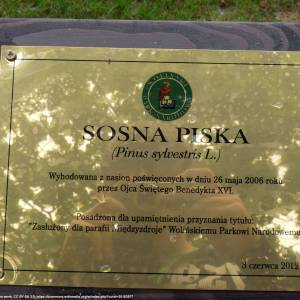 SOSNA PISKA
(Pinus sylvestris L.)
Wyhodowana z nasion poświęconych w dniu 26 maja 2006 roku
przez Ojca Świętego Benedykta XVI.
Posadzona dla upamiętnienia przyznania tytułu:
"Zasłużony dla parafii Międzyzdroje" Wolińskiemu Parkowi Narodowemu
3 czerwca 2012